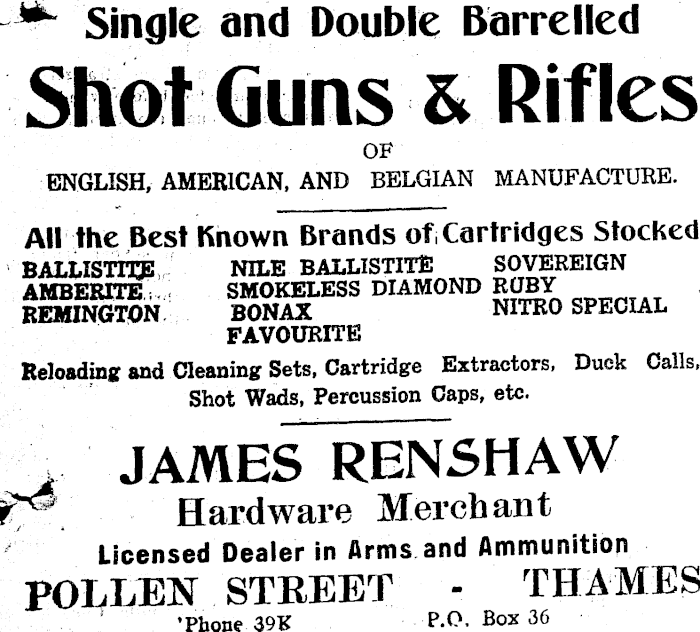 Single and Double Barrelled
Shot Guns & Rifles
OF
ENGLISH, AMERICAN, AND BELGIAN MANUFACTURE.
All the Best Known Brands of Cartridges Stocked
BALLISTITE NILE BALLISTITE SOVEREIGN
AMBERITE SMOKELESS DIAMOND RUBY
REMINGTON BONAX NITRO SPECIAL
FAVOURITE
Reloading and Cleaning Sets, Cartridge Extractors, Duck Calls,
Shot Wads, Percussion Caps, etc.
JAMES RENSHAW
Hardware Merchant
Licensed Dealer in Arms and Ammunition
POLLEN STREET - THAMES
'Phone 39K P.O. Box 36